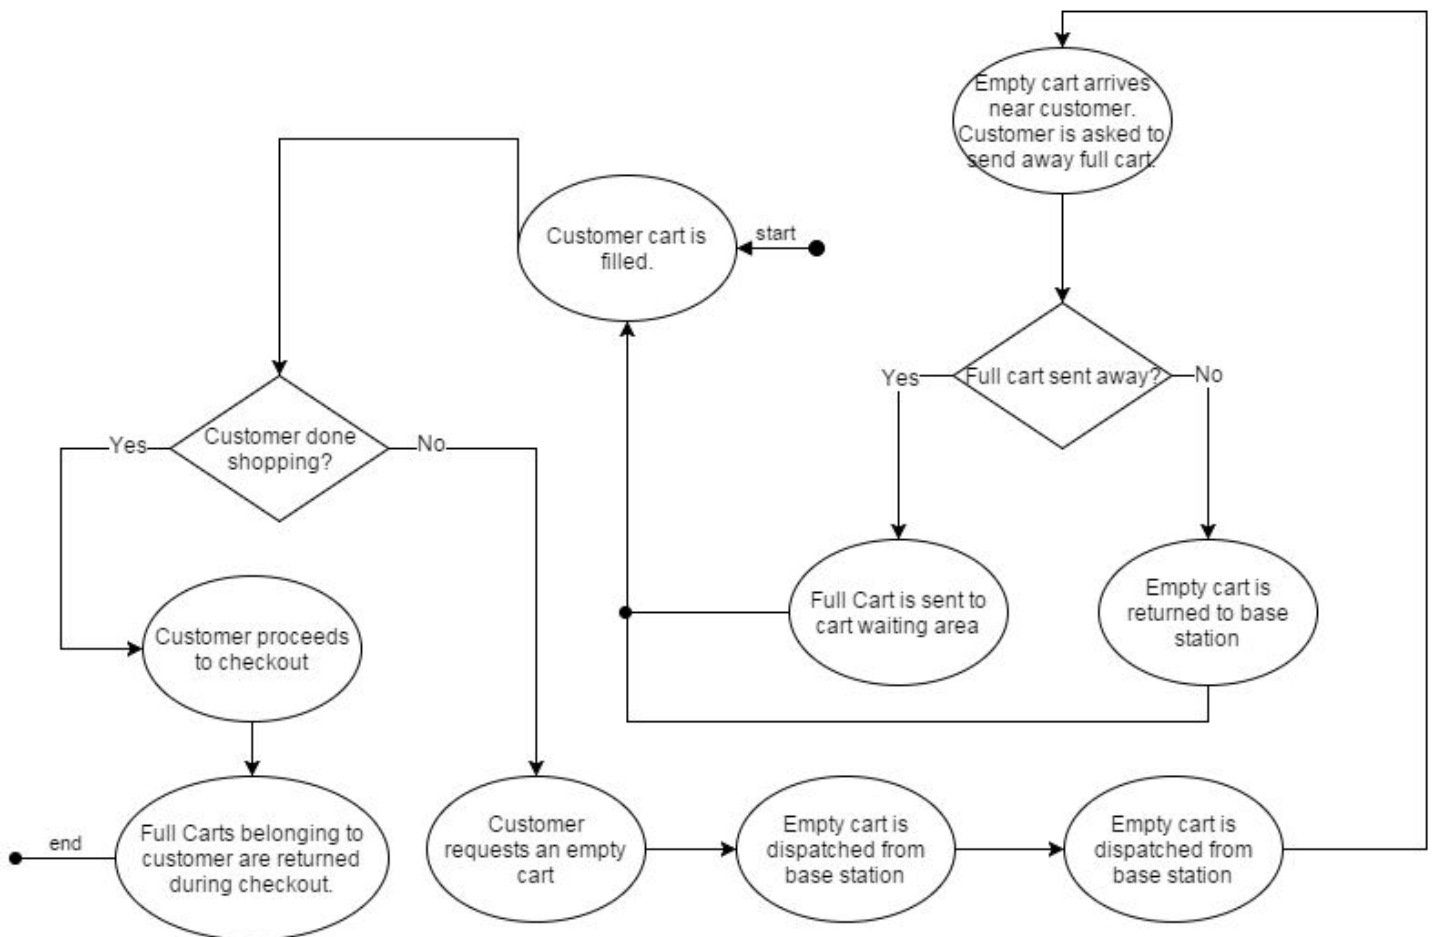 Empty cart arrives
near customer.
Customer is asked to
send away full cart.
Customer cart is
filled.
start
Yes
Full cart sent away?
No
Yes
Customer done
shopping?
No
Full Cart is sent to
cart waiting area
Empty cart is
returned to base
station
Customer proceeds
to checkout
end
Full Carts belonging to
customer are returned
during checkout.
Customer
requests an empty
cart
Empty cart is
dispatched from
base station
Empty cart is
dispatched from
base station